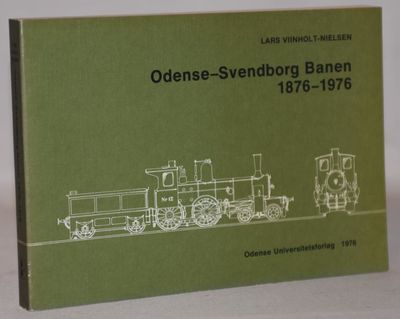 LARS VIINHOLT-NIELSEN
Odense-Svendborg Banen
1876-1976
Nr 12
Odense Universitetsforlag 1976